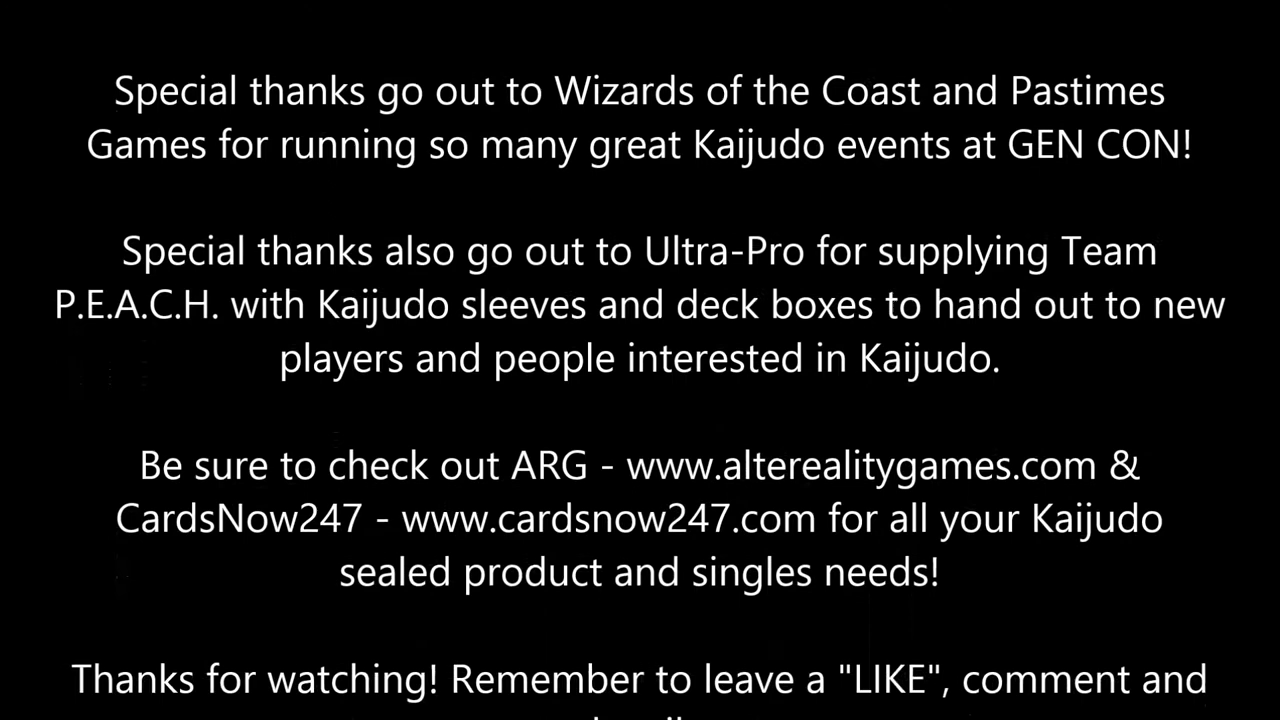 Special thanks go out to Wizards of the Coast and Pastimes
Games for running so many great Kaijudo events at GEN CON!
Special thanks also go out to Ultra-Pro for supplying Team
P.E.A.C.H. with Kaijudo sleeves and deck boxes to hand out to new
players and people interested in Kaijudo.
Be sure to check out ARG - www.alterealitygames.com &
CardsNow247 - www.cardsnow247.com for all your Kaijudo
sealed product and singles needs!
Thanks for watching! Remember to leave a "LIKE", comment and